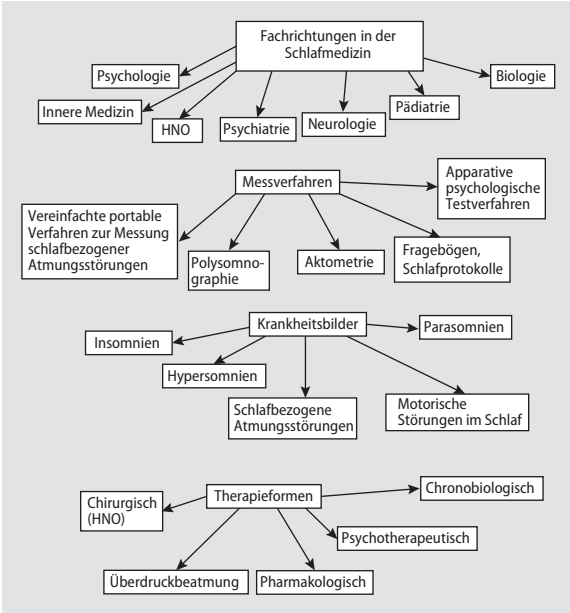 Fachrichtungen in der
Schlafmedizin
Psychologie
Biologie
Innere Medizin
HNO
Psychiatrie
Neurologie
Pädiatrie
Messverfahren
Apparative
psychologische
Testverfahren
Vereinfachte portable
Verfahren zur Messung
schlafbezogener
Atmungsstörungen
Polysomno-
graphie
Aktometrie
Fragebögen,
Schlafprotokolle
Krankheitsbilder
Parasomnien
Insomnien
Hypersomnien
Schlafbezogene
Atmungsstörungen
Motorische
Störungen im Schlaf
Therapieformen
Chronobiologisch
Chirurgisch
(HNO)
Psychotherapeutisch
Überdruckbeatmung
Pharmakologisch